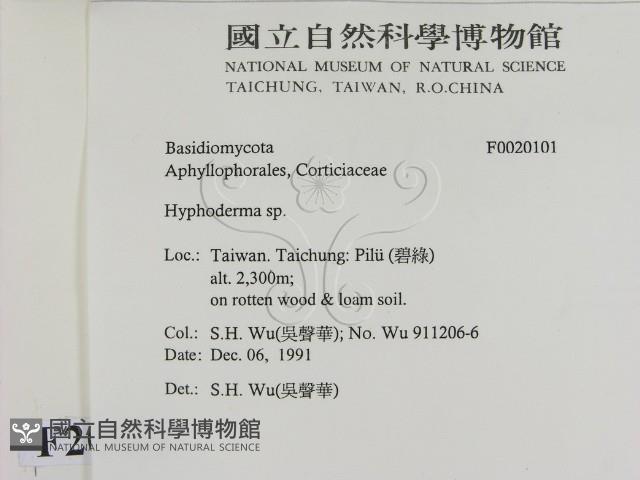 國立自然科學博物館
NATIONAL MUSEUM OF NATURAL SCIENCE
TAICHUNG, TAIWAN, R.O.CHINA
Basidiomycota F0020101
Aphyllophorales, Corticiaceae
Hyphoderma sp.
Loc.: Taiwan. Taichung: Pilü (碧綠)
alt. 2,300m;
on rotten wood & loam soil.
Col.: S.H. Wu(吳聲華); No. Wu 911206-6
Date: Dec. 06, 1991
Det.: S.H. Wu(吳聲華)
F2
國立自然科學博物館
NATIONAL MUSEUM OF NATURAL SCIENCE